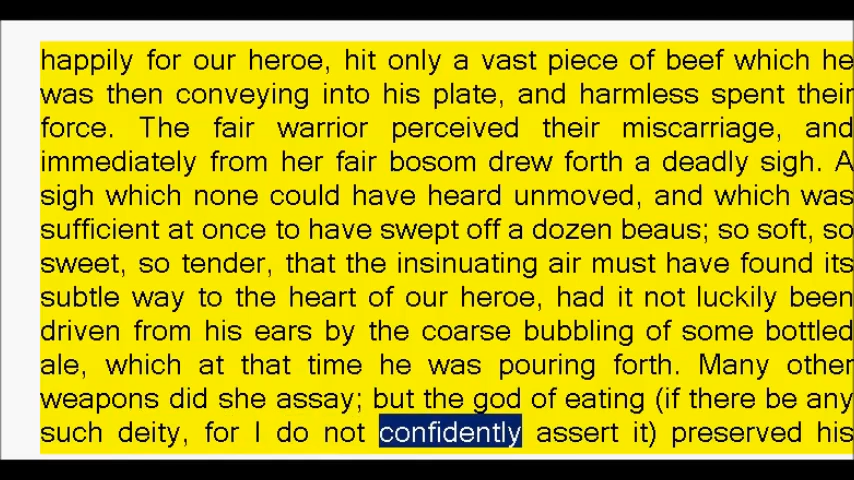 happily for our heroe, hit only a vast piece of beef which he
was then conveying into his plate, and harmless spent their
force. The fair warrior perceived their miscarriage, and
immediately from her fair bosom drew forth a deadly sigh. A
sigh which none could have heard unmoved, and which was
sufficient at once to have swept off a dozen beaus; so soft, so
sweet, so tender, that the insinuating air must have found its
subtle way to the heart of our heroe, had it not luckily been
driven from his ears by the coarse bubbling of some bottled
ale, which at that time he was pouring forth. Many other
weapons did she assay; but the god of eating (if there be any
such deity, for I do not confidently assert it) preserved his